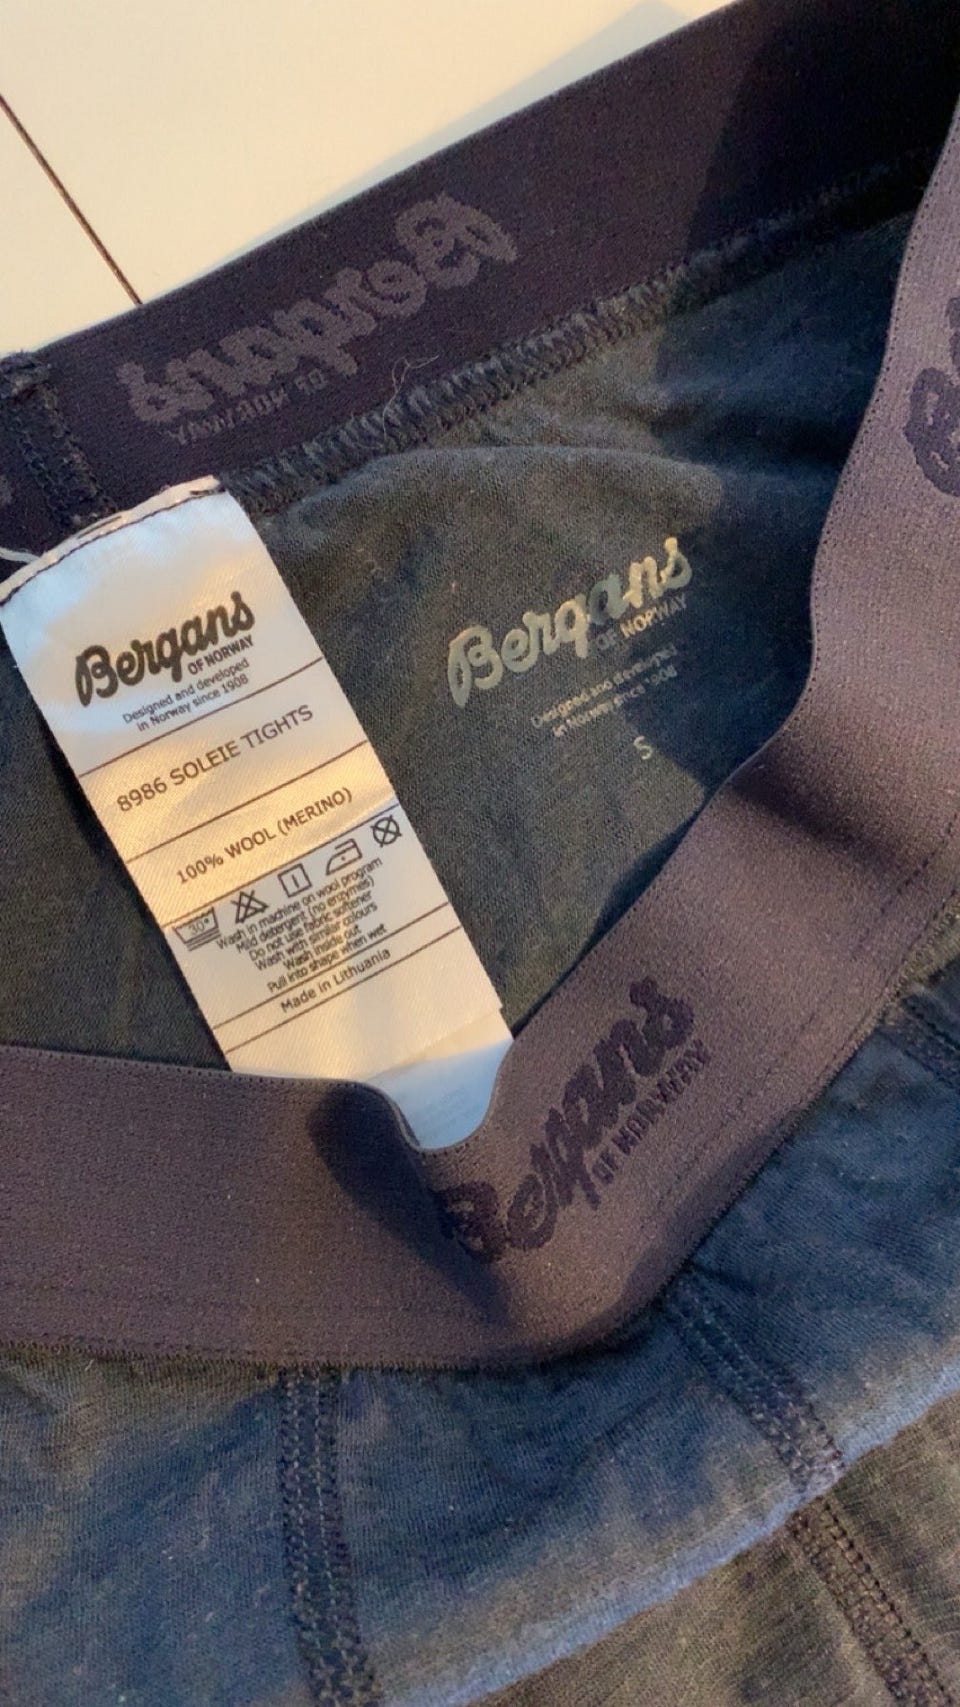 Bergans
OF NORWAY
Bergans
OF NORWAY
Designed and developed
in Norway since 1908
8986 SOLEIE TIGHTS
100% WOOL (MERINO)
30°
Wash in machine on wool program
Mild detergent (no enzymes)
Do not use fabric softener
Wash with similar colours
Wash inside out
Pull into shape when wet
Made in Lithuania
Bergans
OF NORWAY
Designed and developed
in Norway since 1908
S
Bergans
OF NORWAY